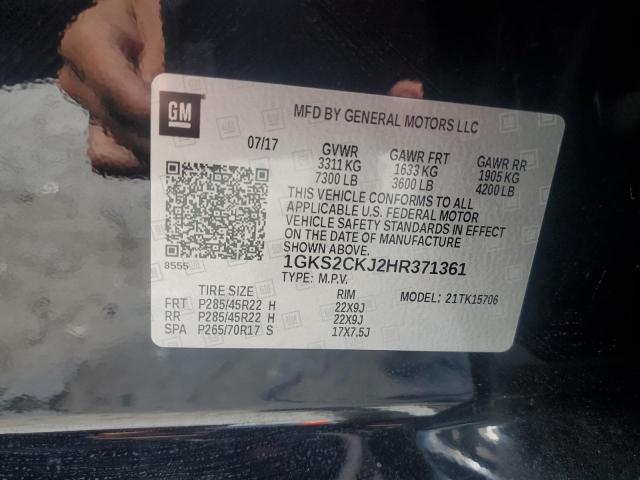 GM
MFD BY GENERAL MOTORS LLC
07/17 GVWR GAWR FRT GAWR RR
3311 KG 1633 KG 1905 KG
7300 LB 3600 LB 4200 LB
THIS VEHICLE CONFORMS TO ALL
APPLICABLE U.S. FEDERAL MOTOR
VEHICLE SAFETY STANDARDS IN EFFECT
ON THE DATE OF MANUFACTURE
SHOWN ABOVE.
8555 1GKS2CKJ2HR371361
TYPE: M.P.V.
TIRE SIZE RIM 21TK15706
FRT P285/45R22 H 22X9J
RR P285/45R22 H 22X9J
SPA P265/70R17 S 17X7.5J